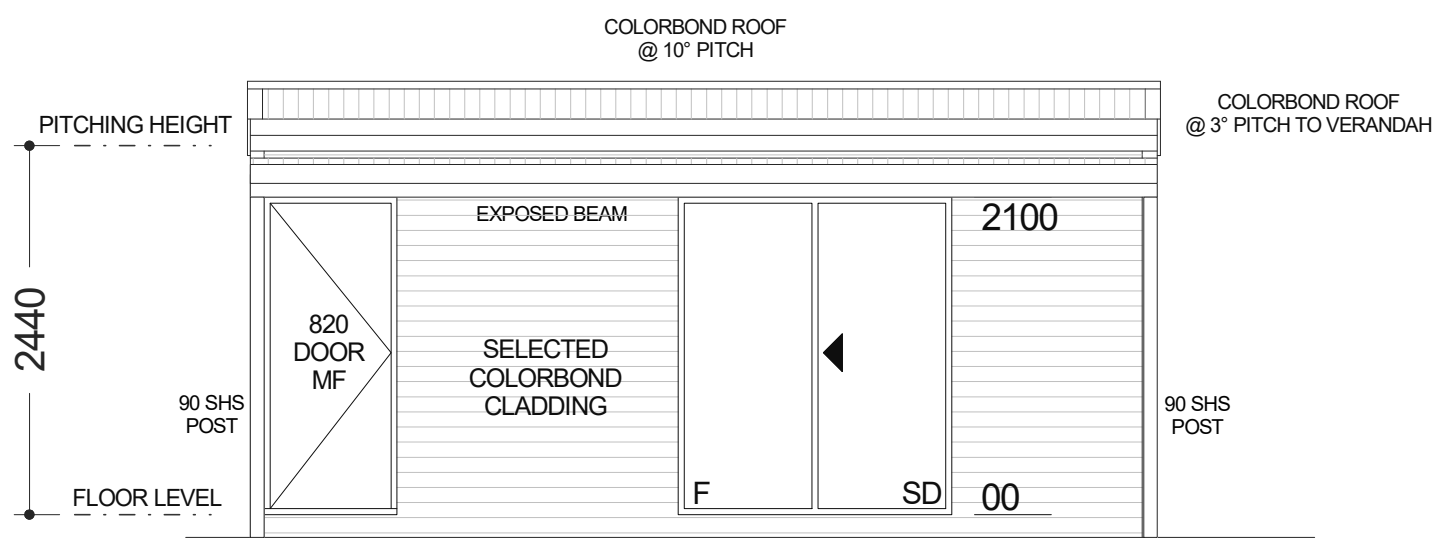 COLORBOND ROOF
@ 10° PITCH
COLORBOND ROOF
@ 3° PITCH TO VERANDAH
PITCHING HEIGHT
2440
EXPOSED BEAM
2100
820
DOOR
MF
SELECTED
COLORBOND
CLADDING
90 SHS
POST
90 SHS
POST
FLOOR LEVEL
F
SD
00